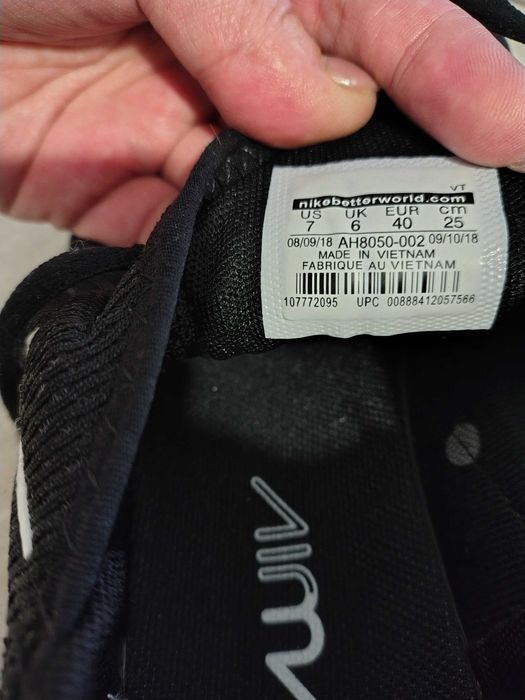 VT
nikebetterworld.com
US UK EUR cm
7 6 40 25
08/09/18 AH8050-002 09/10/18
MADE IN VIETNAM
FABRIQUE AU VIETNAM
107772095 UPC 00888412057566